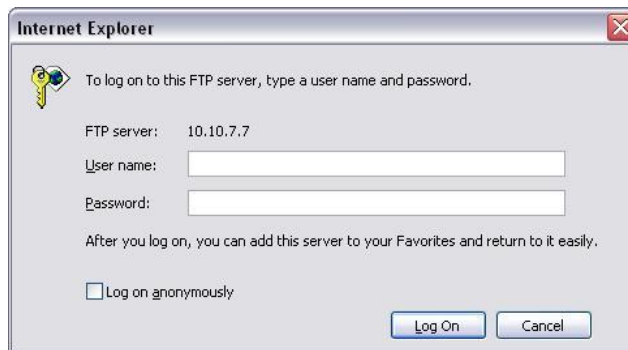 Internet Explorer
To log on to this FTP server, type a user name and password.
FTP server: 10.10.7.7
User name:
Password:
After you log on, you can add this server to your Favorites and return to it easily.
Log on anonymously
Log On Cancel